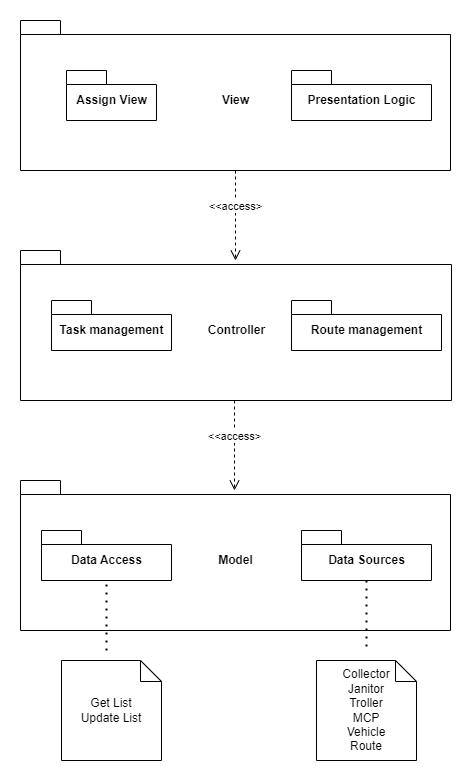 Assign View
View
Presentation Logic
<<access>
Task management
Controller
Route management
<<access>
Data Access
Model
Data Sources
Get List
Update List
Collector
Janitor
Troller
MCP
Vehicle
Route